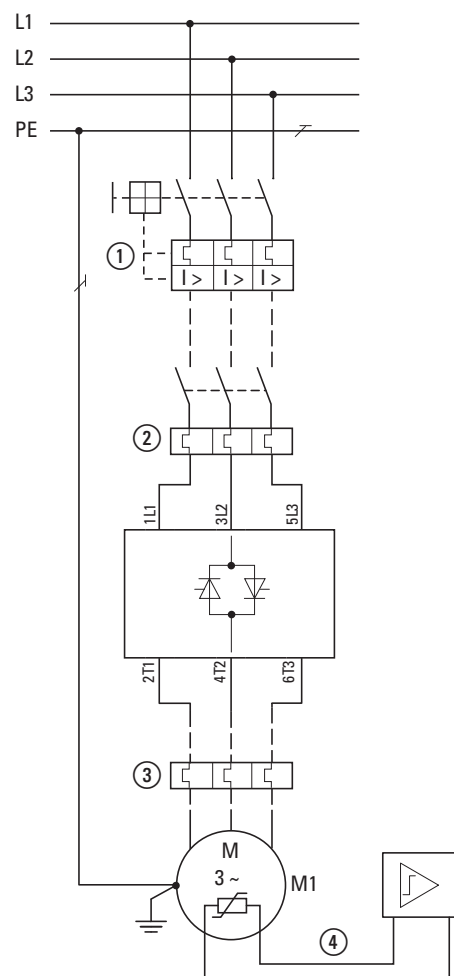 L1
L2
L3
PE
1
I > I > I >
2
1L1 3L2 5L3
2T1 4T2 6T3
3
M
3 ~
M1
4